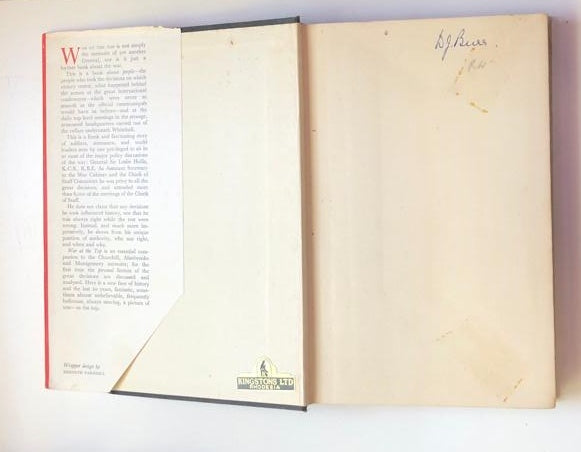 WAR AT THE TOP is not simply
the memoirs of yet another
General, nor is it just a
further book about the war.
This is a book about people—the
people who took the decisions on which
victory rested, what happened behind
the scenes at the great international
conferences—which were never so
smooth as the official communiqués
would have us believe—and at the
daily top level meetings in the strange,
armoured headquarters carved out of
the cellars underneath Whitehall.
This is a frank and fascinating story
of soldiers, statesmen, and world
leaders seen by one privileged to sit in
at most of the major policy discussions
of the war; General Sir Leslie Hollis,
K.C.B., K.B.E. As Assistant Secretary
to the War Cabinet and the Chiefs of
Staff Committee he was privy to all the
great decisions, and attended more
than 6,000 of the meetings of the Chiefs
of Staff.
He does not claim that any decisions
he took influenced history, nor that he
was always right while the rest were
wrong. Instead, and much more im-
pressively, he shows from his unique
position of authority, who was right,
and when and why.
War at the Top is an essential com-
panion to the Churchill, Alanbrooke
and Montgomery accounts; for the
first time the personal factors of the
great decisions are discussed and
analysed. Here is a new facet of history
and the last 20 years, fantastic, some-
times almost unbelievable, frequently
ludicrous, always moving, a picture of
war—at the top.
Wrapper design by
KENNETH FARNHILL
KINGSTONS LTD
RHODESIA